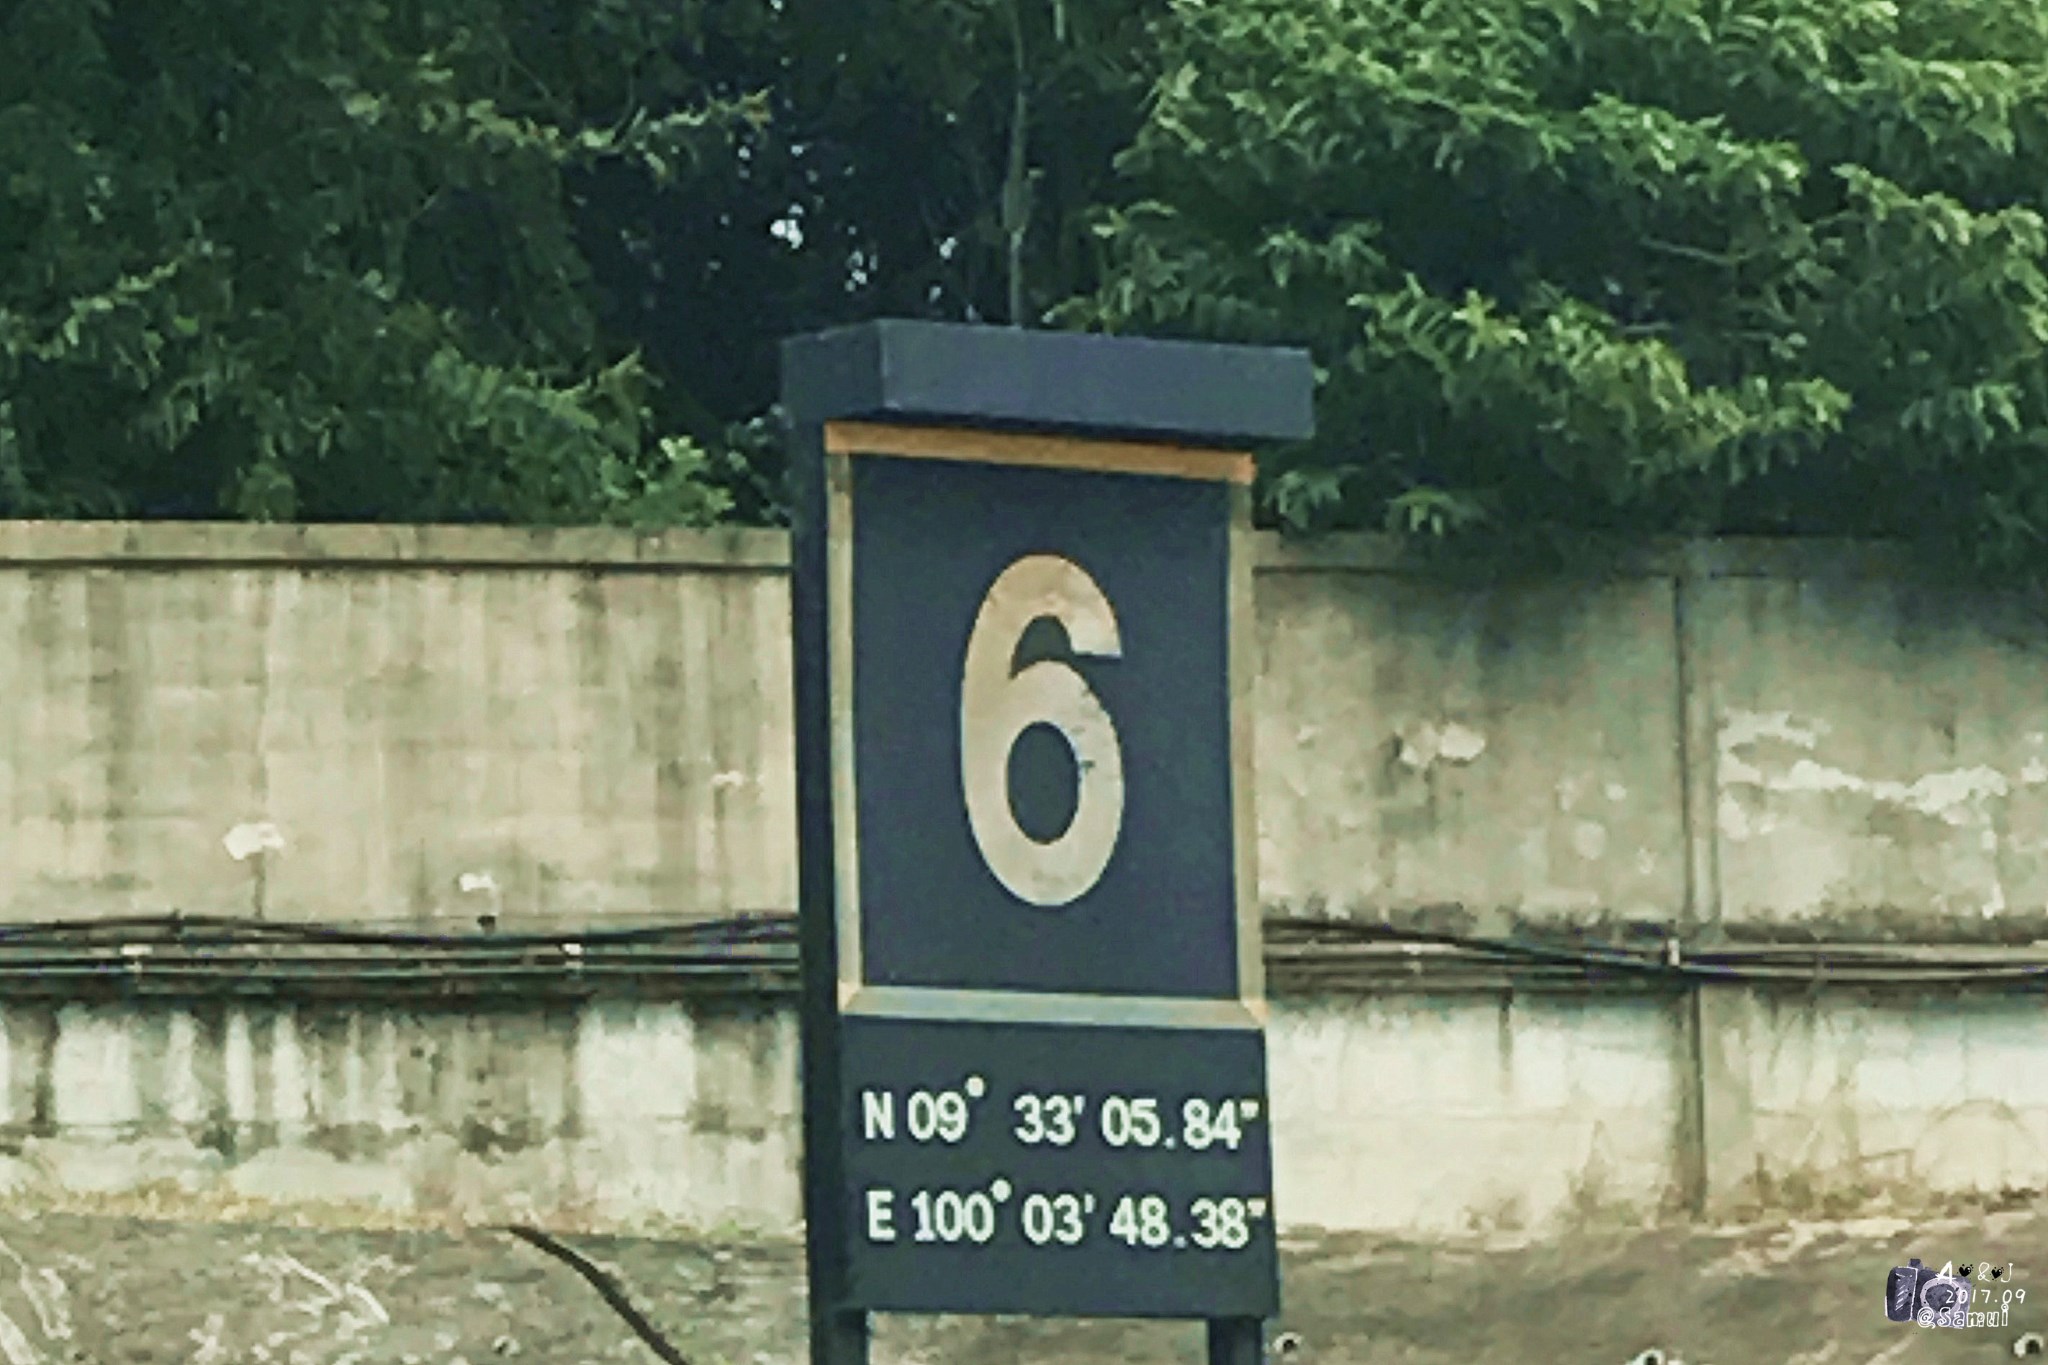 6
N 09° 33' 05.84"
E 100° 03' 48.38"
A♥&♥J
2017.09
@Samui